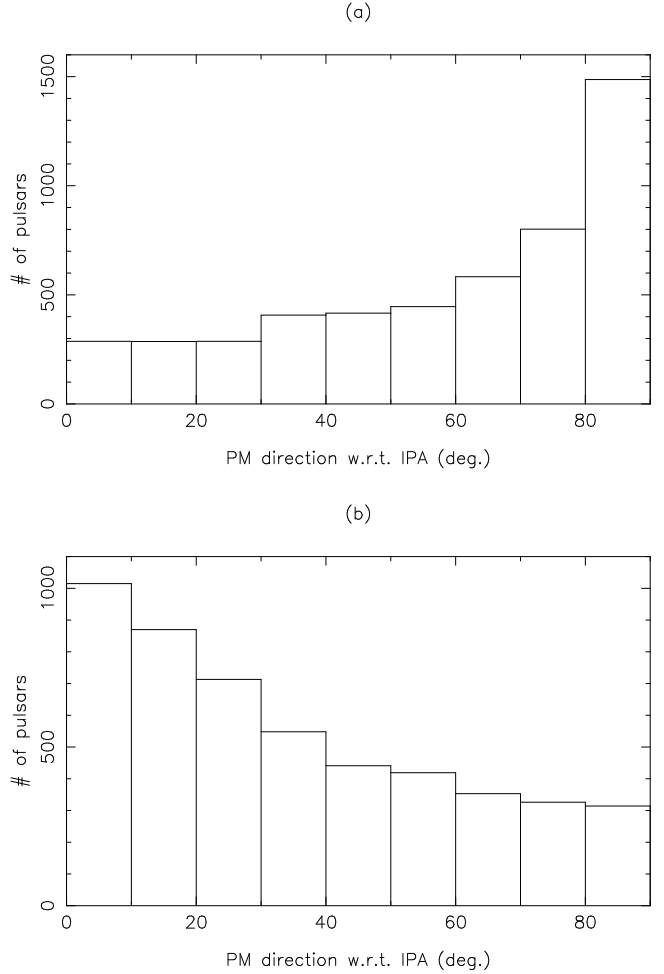 (a)
# of pulsars
1500
1000
500
0
0 20 40 60 80
PM direction w.r.t. IPA (deg.)
(b)
# of pulsars
1000
500
0
0 20 40 60 80
PM direction w.r.t. IPA (deg.)